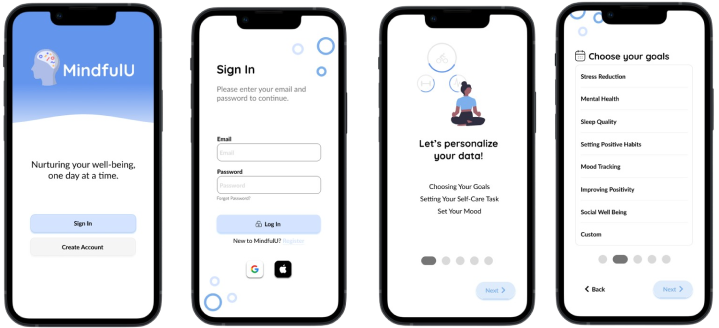 MindfulU
Nurturing your well-being,
one day at a time.
Sign In
Create Account
Sign In
Please enter your email and
password to continue.
Email
Email
Password
Password
Forgot Password?
Log In
New to MindfulU? Register
G
Let's personalize
your data!
Choosing Your Goals
Setting Your Self-Care Task
Set Your Mood
Next >
Choose your goals
Stress Reduction
Mental Health
Sleep Quality
Setting Positive Habits
Mood Tracking
Improving Positivity
Social Well Being
Custom
< Back
Next >